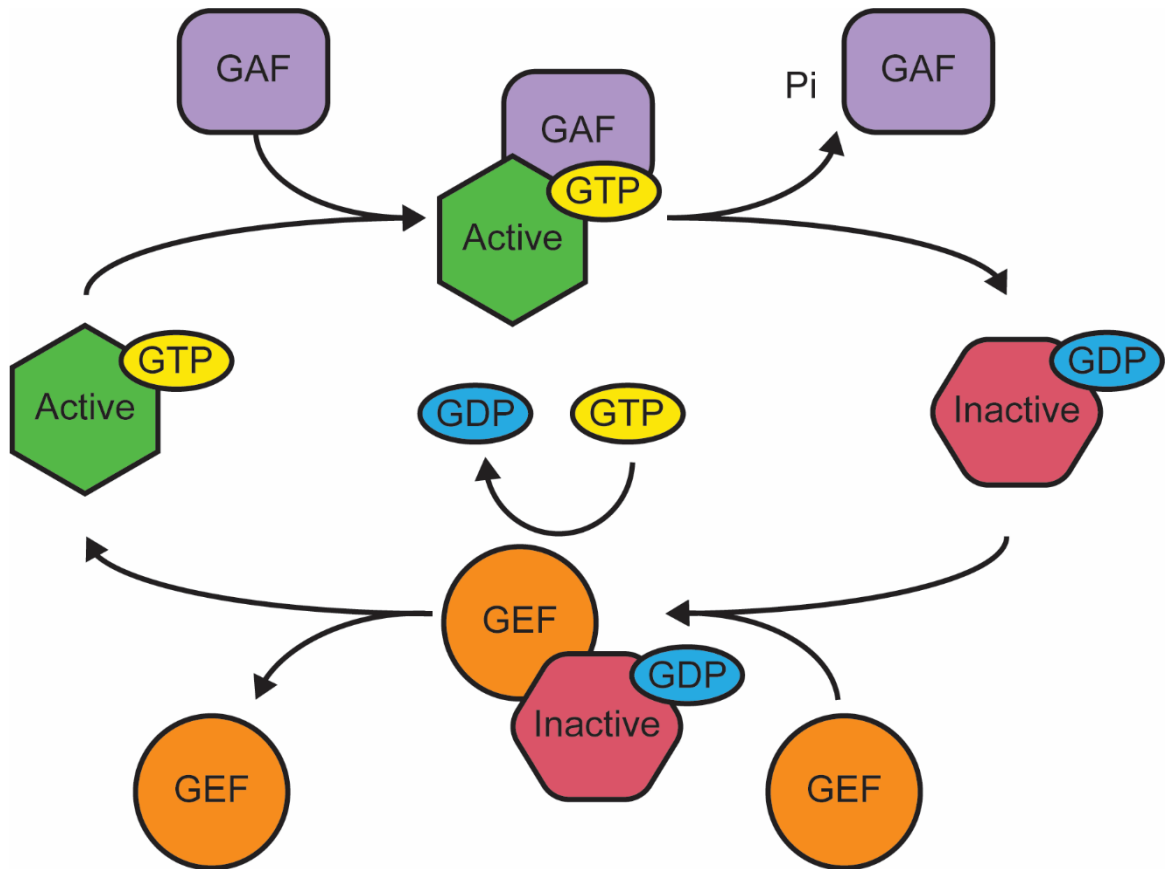 GAF
GAF
Pi
GAF
GTP
Active
GTP
Active
GDP
Inactive
GDP
GTP
GEF
GDP
Inactive
GEF
GEF